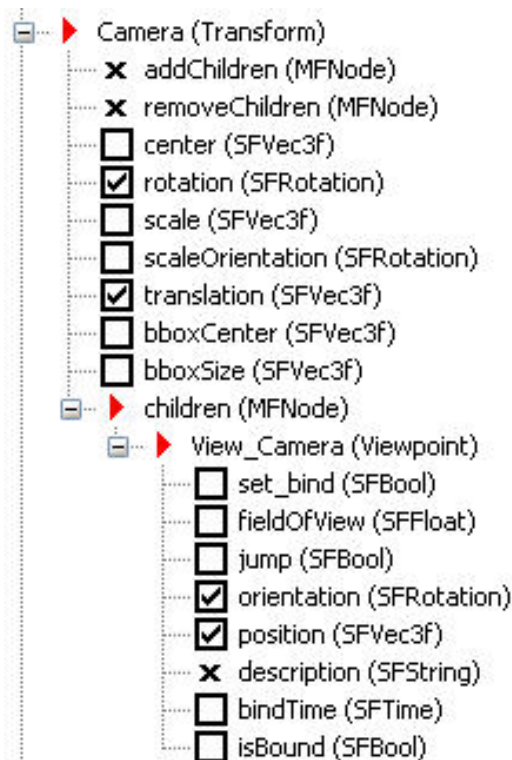 Camera (Transform)
addChildren (MFNode)
removeChildren (MFNode)
center (SFVec3f)
rotation (SFRotation)
scale (SFVec3f)
scaleOrientation (SFRotation)
translation (SFVec3f)
bboxCenter (SFVec3f)
bboxSize (SFVec3f)
children (MFNode)
View_Camera (Viewpoint)
set_bind (SFBool)
fieldOfView (SFFloat)
jump (SFBool)
orientation (SFRotation)
position (SFVec3f)
description (SFString)
bindTime (SFTime)
isBound (SFBool)